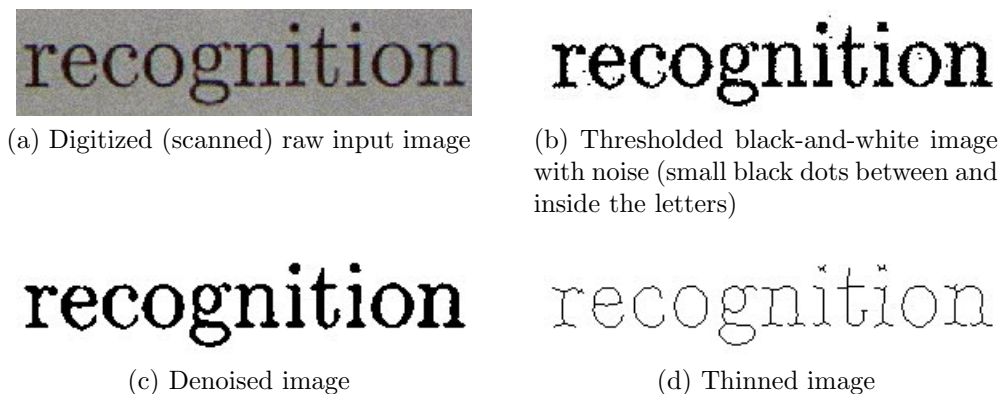 recognition
(a) Digitized (scanned) raw input image
recognition
(b) Thresholded black-and-white image
with noise (small black dots between and
inside the letters)
recognition
(c) Denoised image
recognition
(d) Thinned image